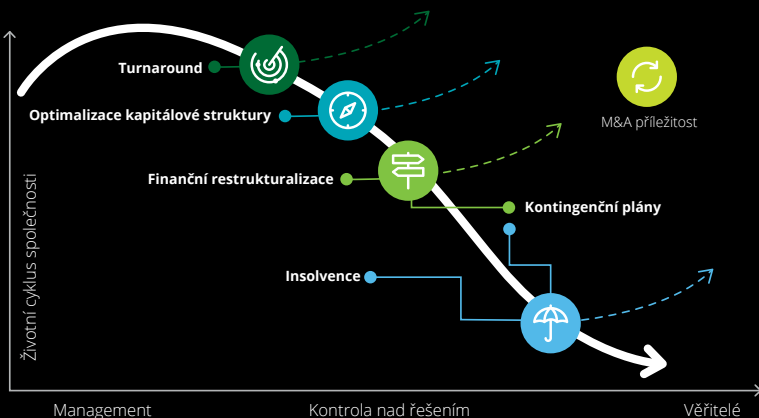 Turnaround
Optimalizace kapitálové struktury
M&A příležitost
Finanční restrukturalizace
Kontingenční plány
Insolvence
Životní cyklus společnosti
Management
Kontrola nad řešením
Věřitelé